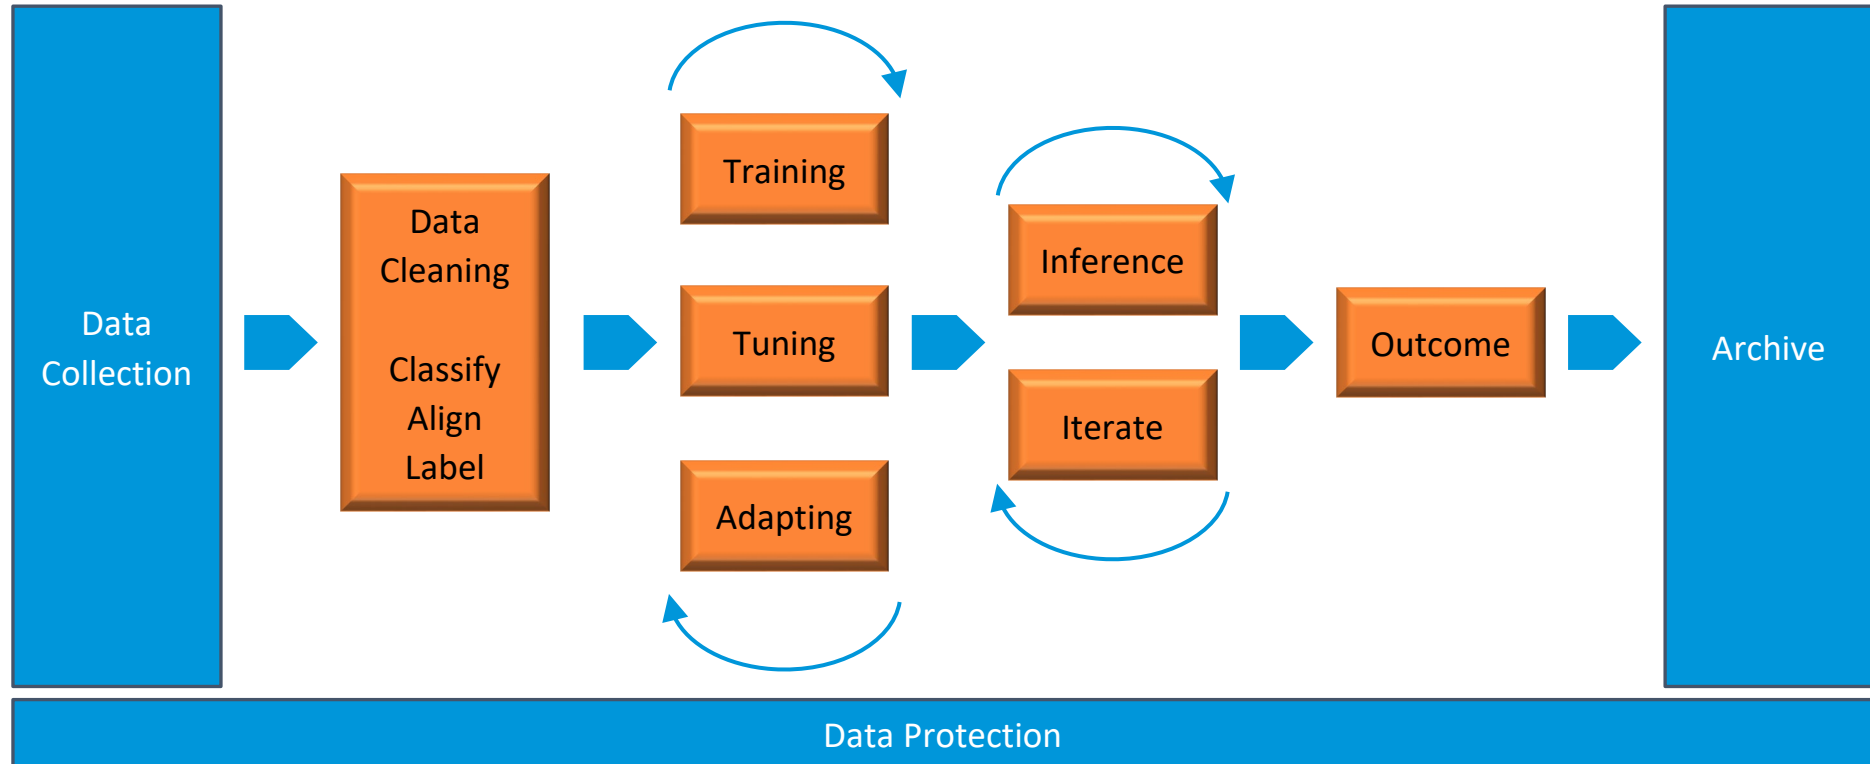 Data
Collection
Data
Cleaning
Classify
Align
Label
Training
Tuning
Adapting
Inference
Iterate
Outcome
Archive
Data Protection